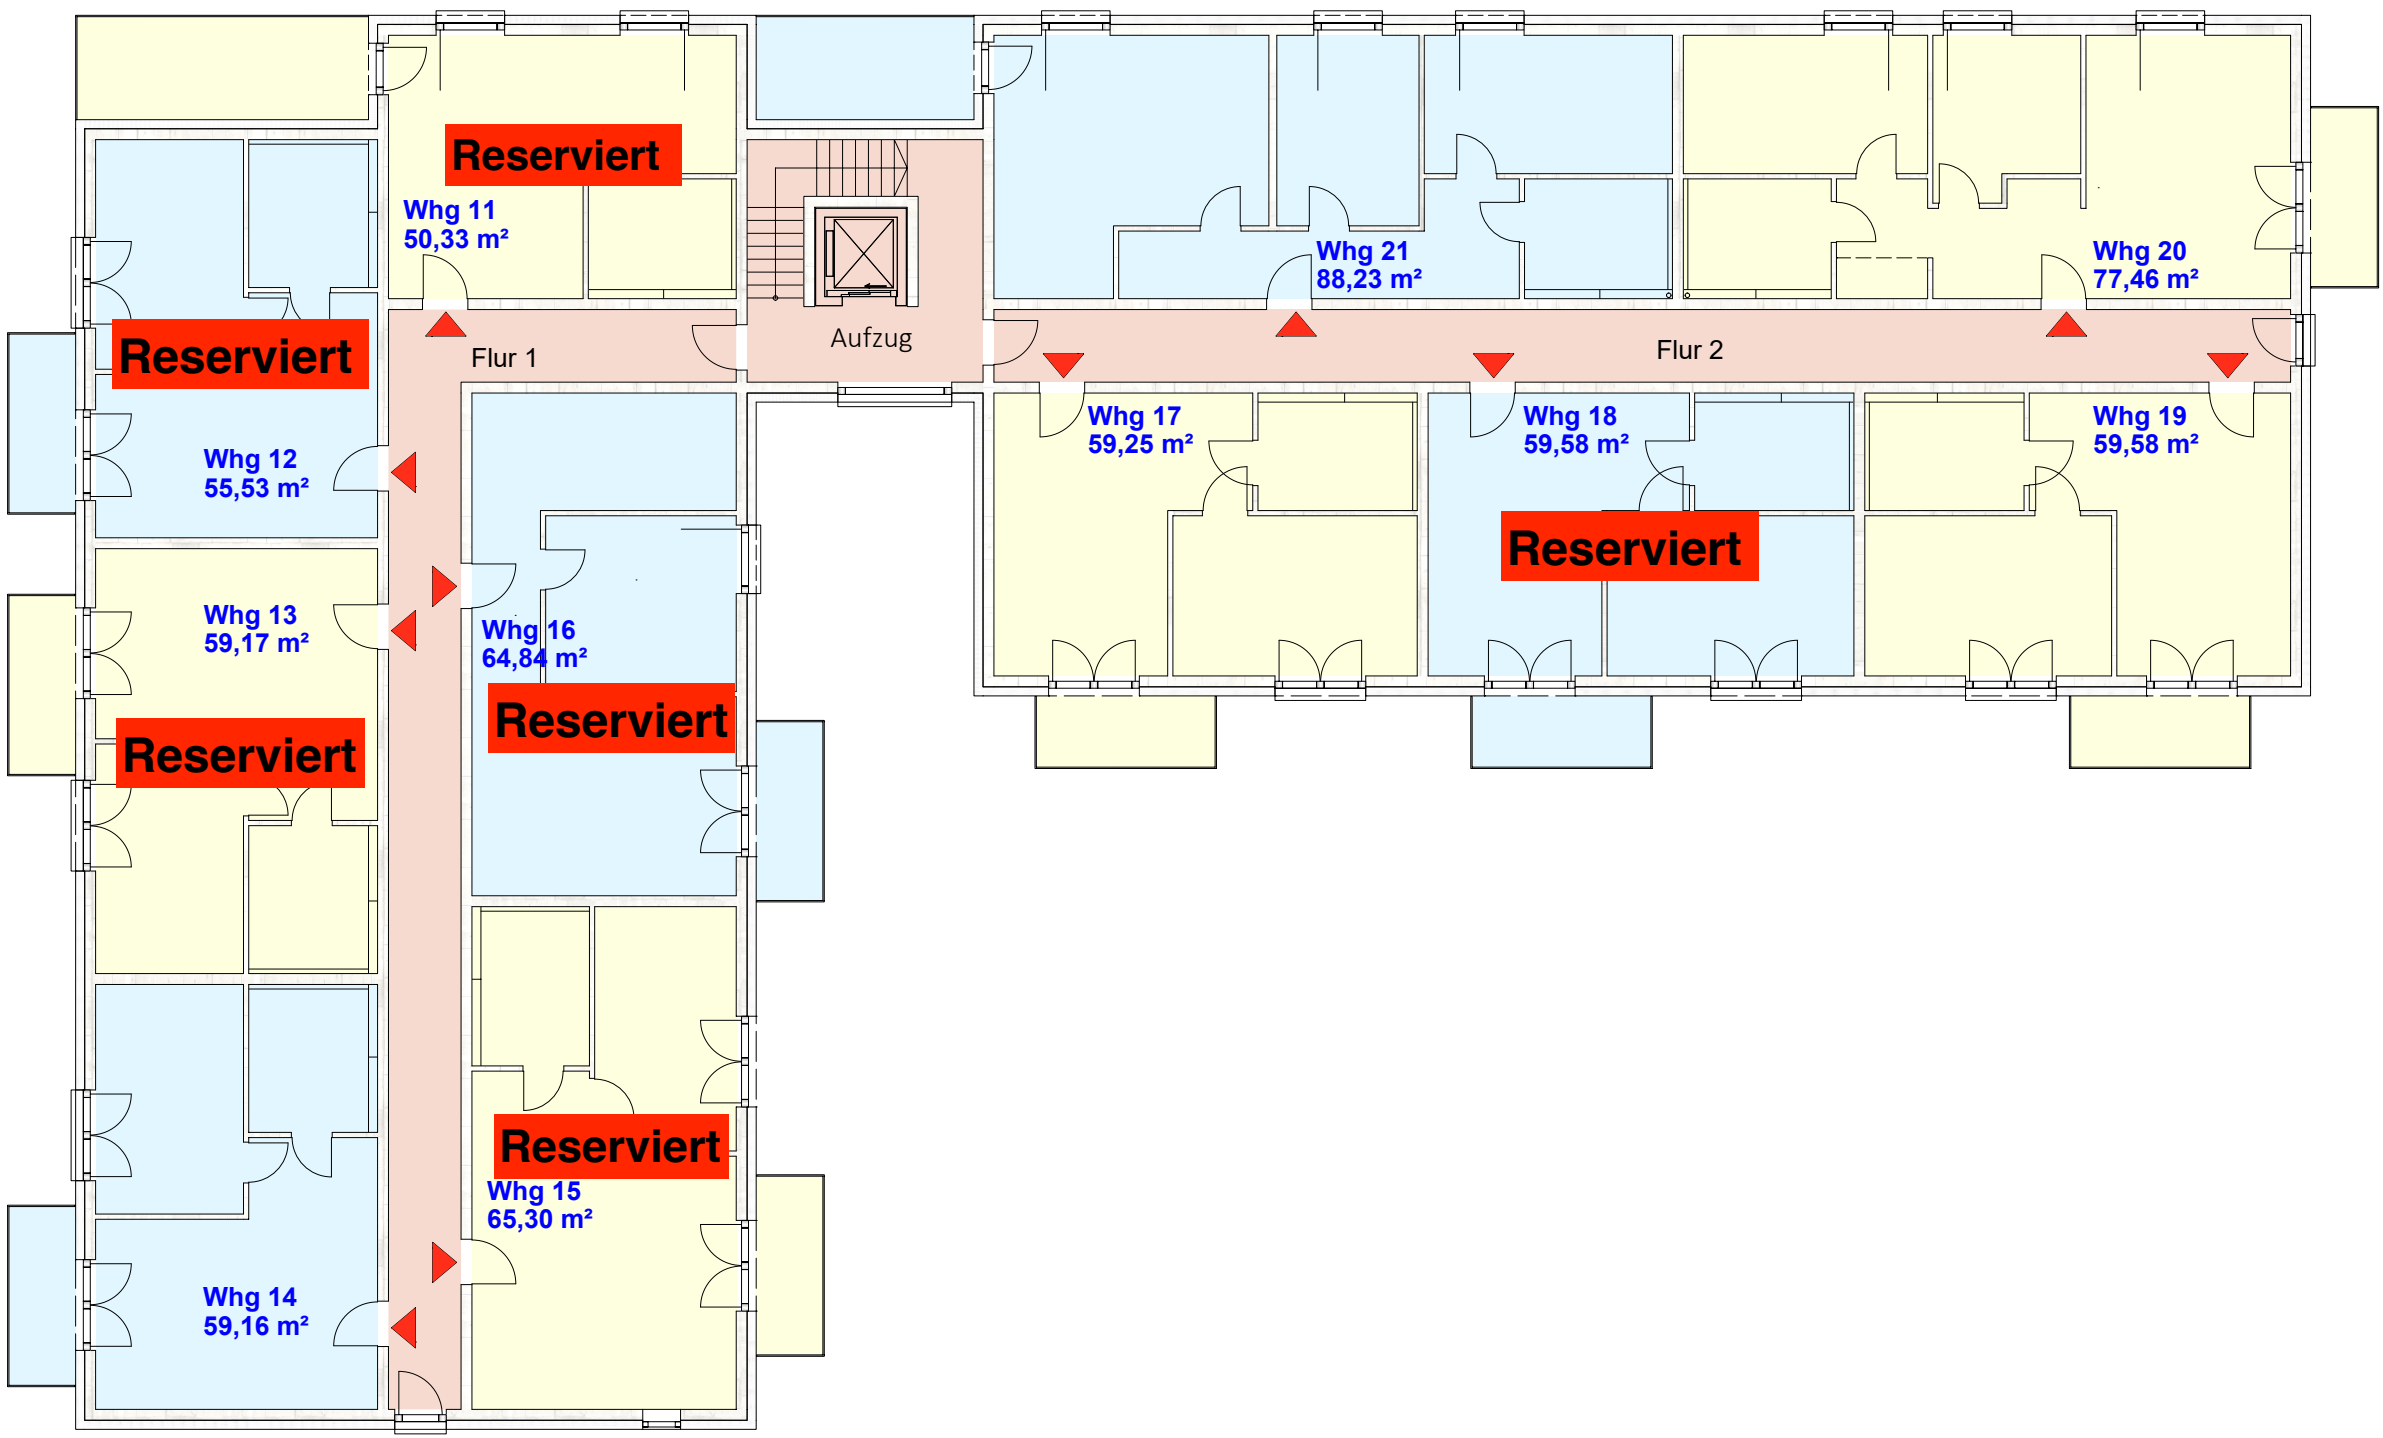 Reserviert
Whg 11
50,33 m²
Whg 21
88,23 m²
Whg 20
77,46 m²
Reserviert
Flur 1
Aufzug
Flur 2
Whg 12
55,53 m²
Whg 17
59,25 m²
Whg 18
59,58 m²
Whg 19
59,58 m²
Reserviert
Whg 13
59,17 m²
Whg 16
64,84 m²
Reserviert
Reserviert
Reserviert
Whg 15
65,30 m²
Whg 14
59,16 m²